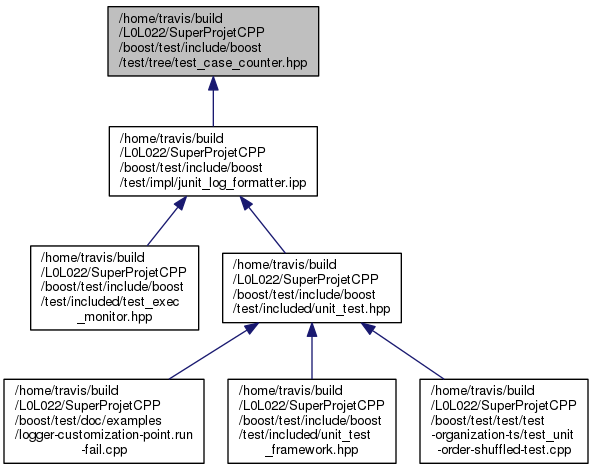 /home/travis/build
/L0L022/SuperProjetCPP
/boost/test/include/boost
/test/tree/test_case_counter.hpp
/home/travis/build
/L0L022/SuperProjetCPP
/boost/test/include/boost
/test/impl/junit_log_formatter.ipp
/home/travis/build
/L0L022/SuperProjetCPP
/boost/test/include/boost
/test/included/test_exec
_monitor.hpp
/home/travis/build
/L0L022/SuperProjetCPP
/boost/test/include/boost
/test/included/unit_test.hpp
/home/travis/build
/L0L022/SuperProjetCPP
/boost/test/doc/examples
/logger-customization-point.run
-fail.cpp
/home/travis/build
/L0L022/SuperProjetCPP
/boost/test/include/boost
/test/included/unit_test
_framework.hpp
/home/travis/build
/L0L022/SuperProjetCPP
/boost/test/test/test
-organization-ts/test_unit
-order-shuffled-test.cpp